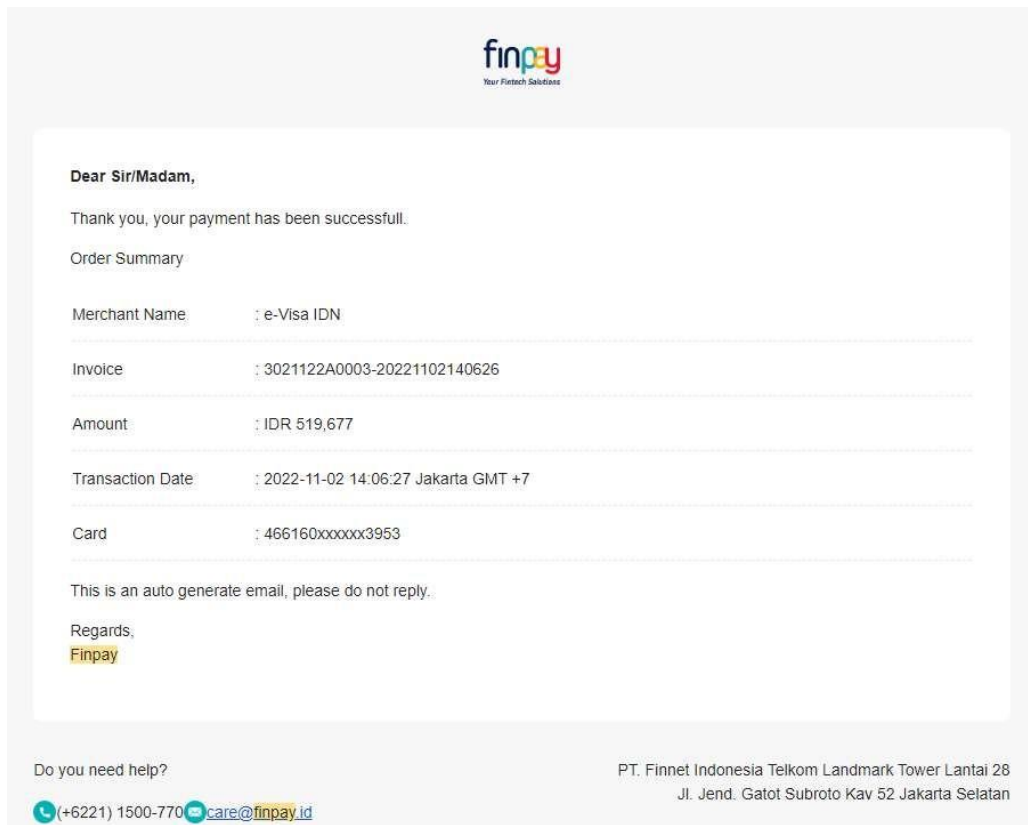 finpay
Your Fintech Solutions
Dear Sir/Madam,
Thank you, your payment has been successfull.
Order Summary
Merchant Name : e-Visa IDN
Invoice : 3021122A0003-20221102140626
Amount : IDR 519,677
Transaction Date : 2022-11-02 14:06:27 Jakarta GMT +7
Card : 466160xxxxxx3953
This is an auto generate email, please do not reply.
Regards,
Finpay
Do you need help?
(+6221) 1500-770 care@finpay.id
PT. Finnet Indonesia Telkom Landmark Tower Lantai 28
Jl. Jend. Gatot Subroto Kav 52 Jakarta Selatan